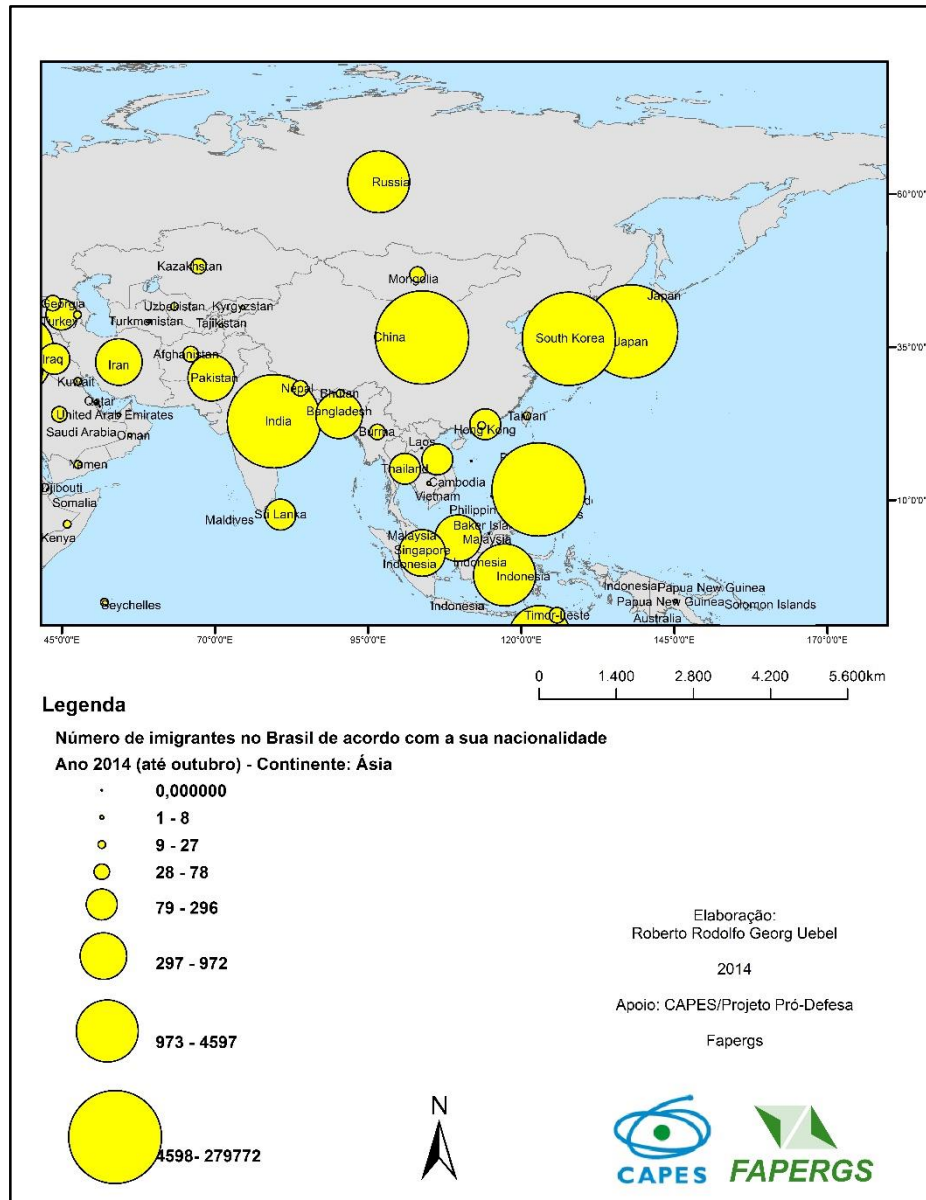 Russia
60°0'0"
Kazakhstan
Mongolia
Georgia
Uzbekistan
Kyrgyzstan
Japan
Turkey
Turkmenistan
Tajikistan
China
South Korea
Japan
35°0'0"
Iraq
Iran
Afghanistan
Pakistan
Kuwait
Nepal
Bhutan
Qatar
United Arab Emirates
India
Bangladesh
Taiwan
Saudi Arabia
Oman
Burma
Hong Kong
Laos
Yemen
Thailand
Cambodia
Djibouti
Vietnam
10°0'0"
Somalia
Maldives
Sri Lanka
Philippin
Baker Isla
Kenya
Malaysia
Malaysia
Singapore
Indonesia
Indonesia
Indonesia
Indonesia
Papua New Guinea
Seychelles
Indonesia
Papua New Guinea
Solomon Islands
Timor-Leste
Australia
45°0'0"E
70°0'0"E
95°0'0"E
120°0'0"E
145°0'0"E
170°0'0"E
0 1.400 2.800 4.200 5.600km
Legenda
Número de imigrantes no Brasil de acordo com a sua nacionalidade
Ano 2014 (até outubro) - Continente: Ásia
0,000000
1 - 8
9 - 27
28 - 78
79 - 296
297 - 972
973 - 4597
4598- 279772
Elaboração:
Roberto Rodolfo Georg Uebel
2014
Apoio: CAPES/Projeto Pró-Defesa
Fapergs
N
CAPES
FAPERGS